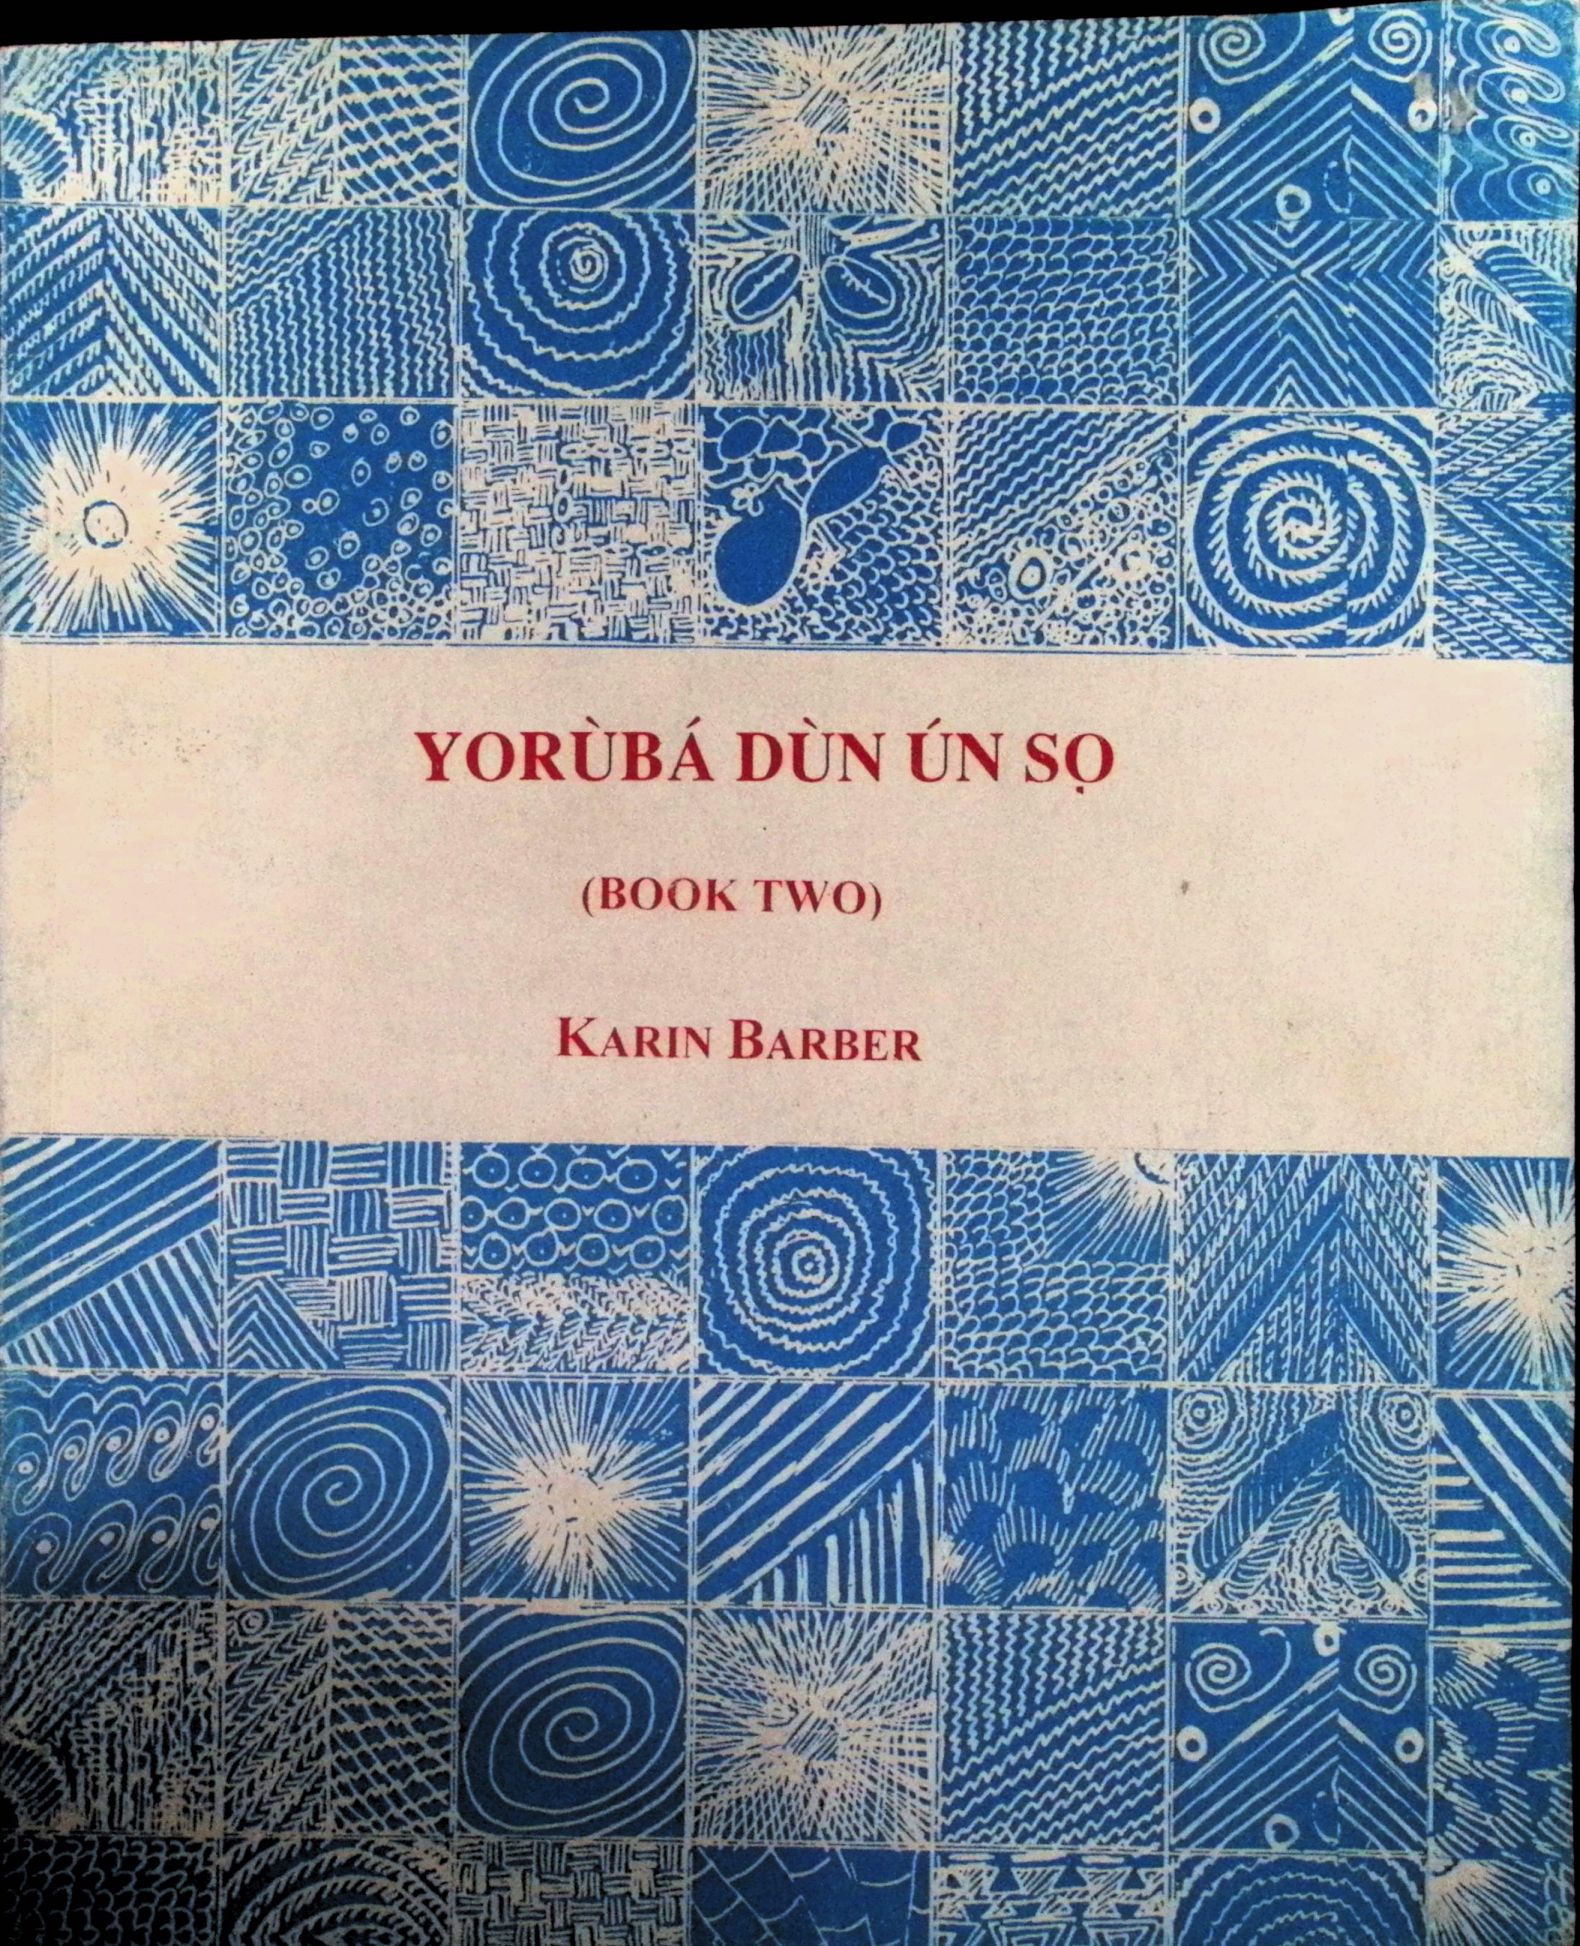 YORÙBÁ DÙN ÚN SỌ
(BOOK TWO)
KARIN BARBER